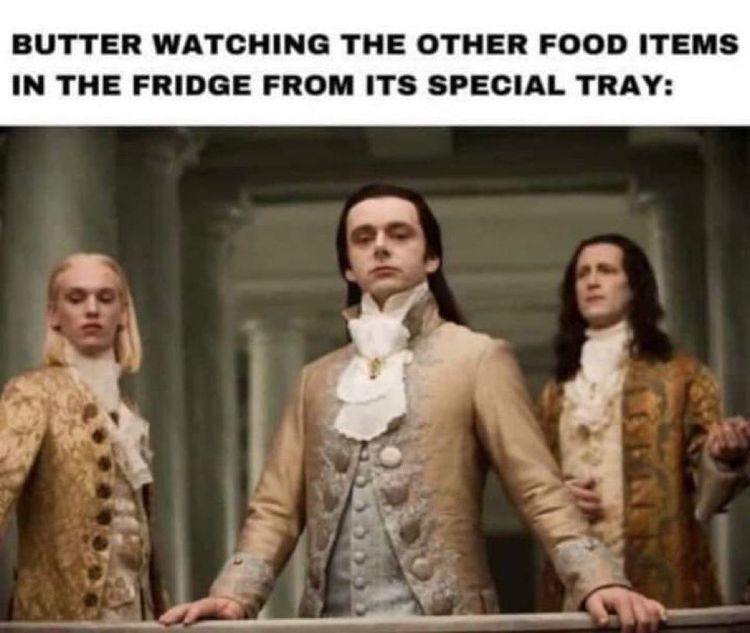 BUTTER WATCHING THE OTHER FOOD ITEMS
IN THE FRIDGE FROM ITS SPECIAL TRAY: